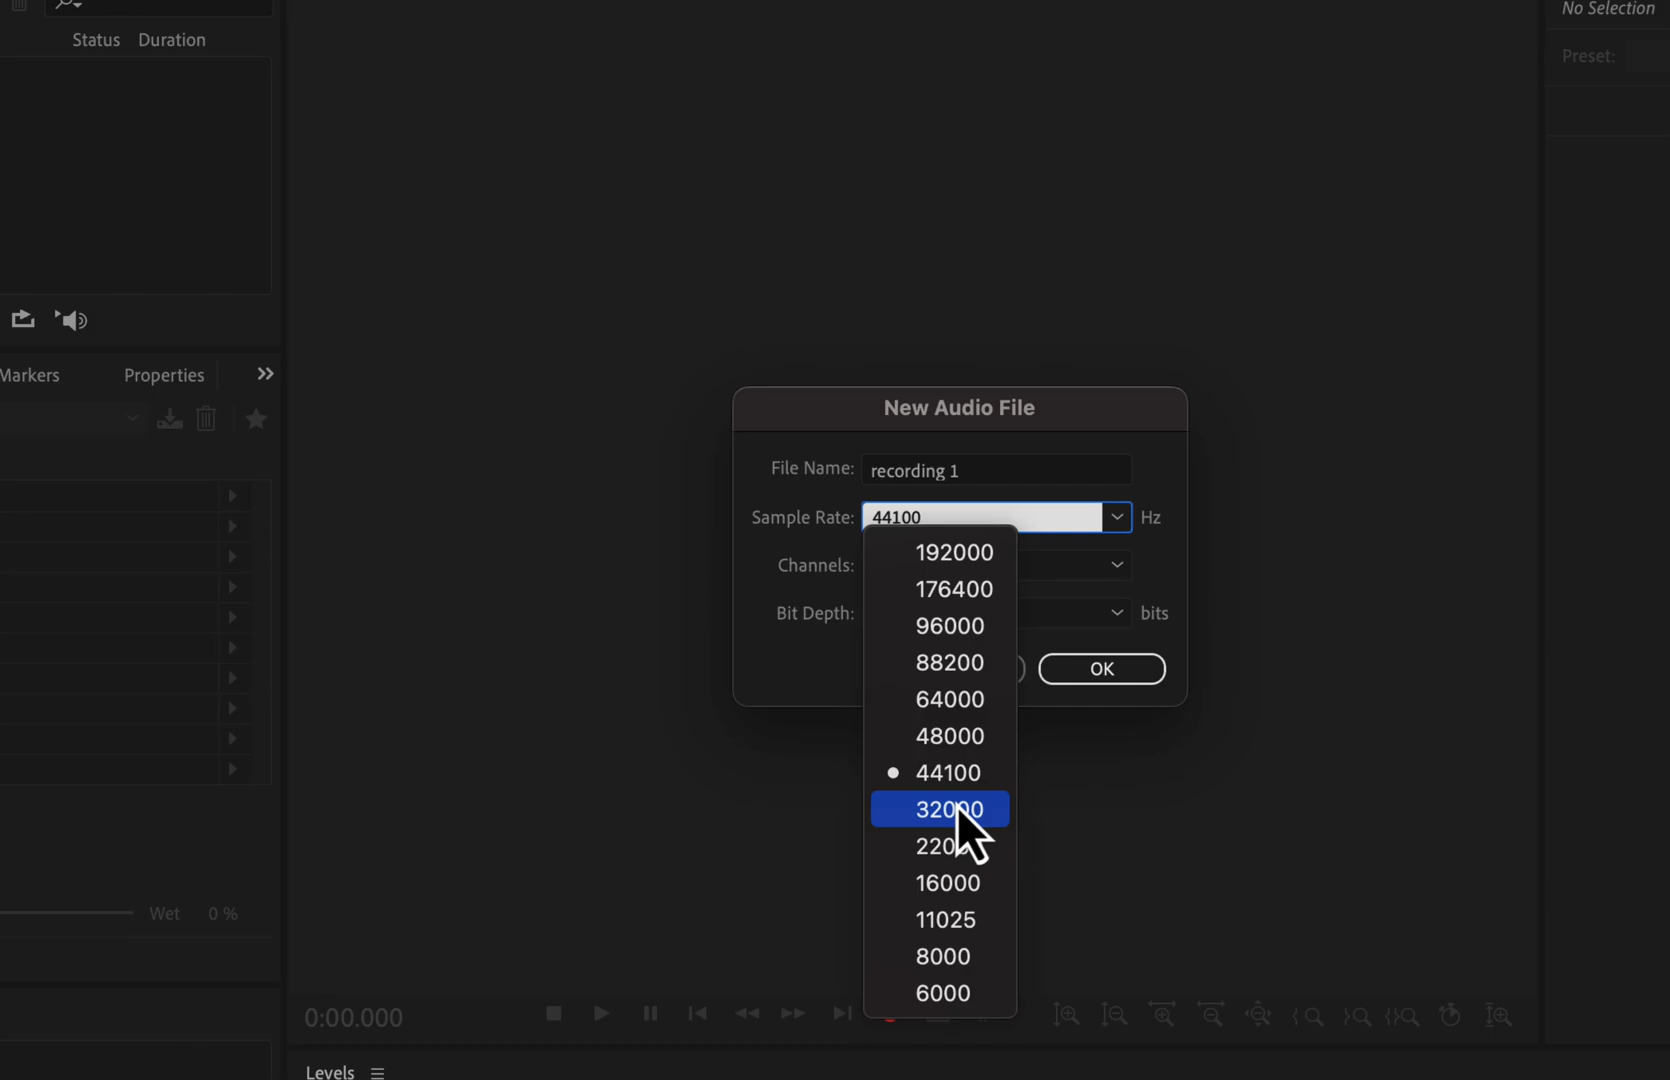 No Selection
Status Duration
Preset:
Markers Properties
New Audio File
File Name: recording 1
Sample Rate: 44100 Hz
192000
Channels:
176400
Bit Depth: bits
96000
88200
OK
64000
48000
44100
32000
16000
11025
8000
6000
Wet 0 %
0:00.000
Levels